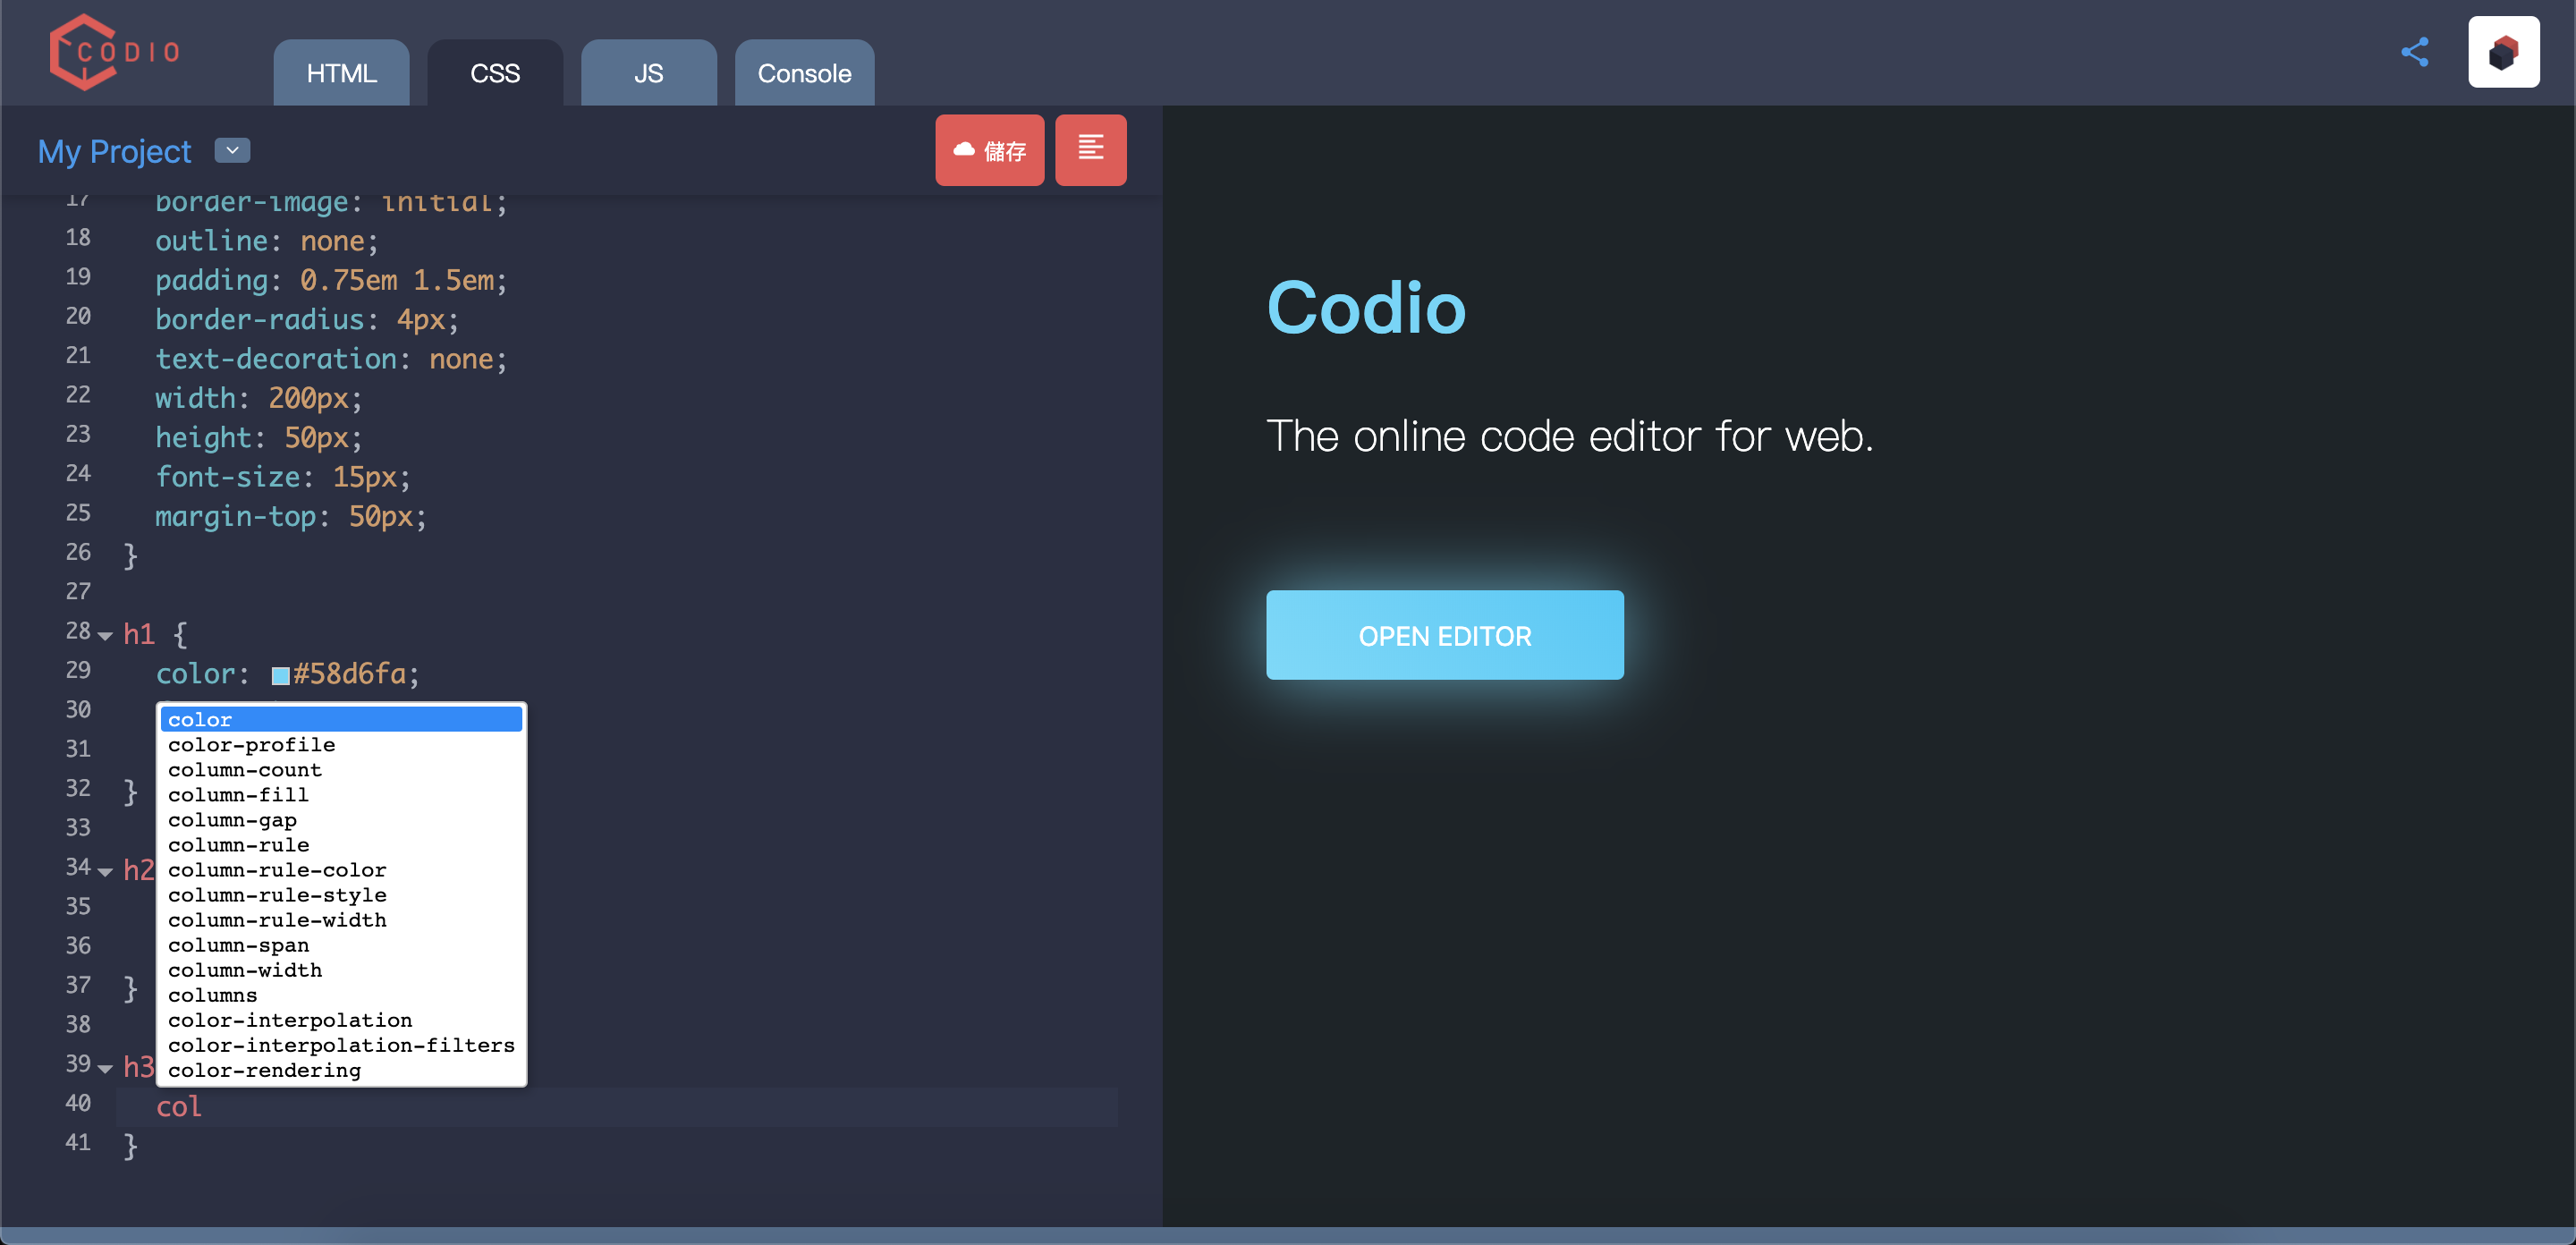 CODIO
HTML CSS JS Console
My Project
儲存
17 border-image: initial;
18 outline: none;
19 padding: 0.75em 1.5em;
20 border-radius: 4px;
21 text-decoration: none;
22 width: 200px;
23 height: 50px;
24 font-size: 15px;
25 margin-top: 50px;
26 }
27
28 h1 {
29 color: #58d6fa;
30
31
32 }
33
34 h2
35
36
37 }
38
39 h3
40 col
41 }
color
color-profile
column-count
column-fill
column-gap
column-rule
column-rule-color
column-rule-style
column-rule-width
column-span
column-width
columns
color-interpolation
color-interpolation-filters
color-rendering
Codio
The online code editor for web.
OPEN EDITOR